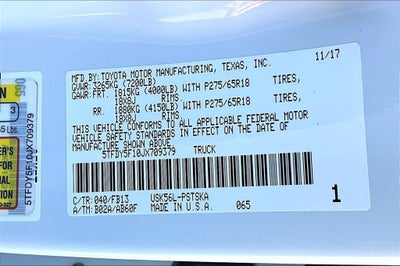 MFD.BY:TOYOTA MOTOR MANUFACTURING, TEXAS, INC. 11/17
GVWR: 3265KG (7200LB)
GAWR:FRT. 1815KG (4000LB) WITH P275/65R18 TIRES,
18X8J RIMS
RR. 1880KG (4150LB) WITH P275/65R18 TIRES,
18X8J RIMS
THIS VEHICLE CONFORMS TO ALL APPLICABLE FEDERAL MOTOR
VEHICLE SAFETY STANDARDS IN EFFECT ON THE DATE OF
MANUFACTURE SHOWN ABOVE.
5TFDY5F10JX709379 TRUCK
C/TR:040/FB13 USK56L-PSTSKA
A/TM:B02A/AB60F MADE IN U.S.A. 065
1
5TFDY5F10JX709379
3